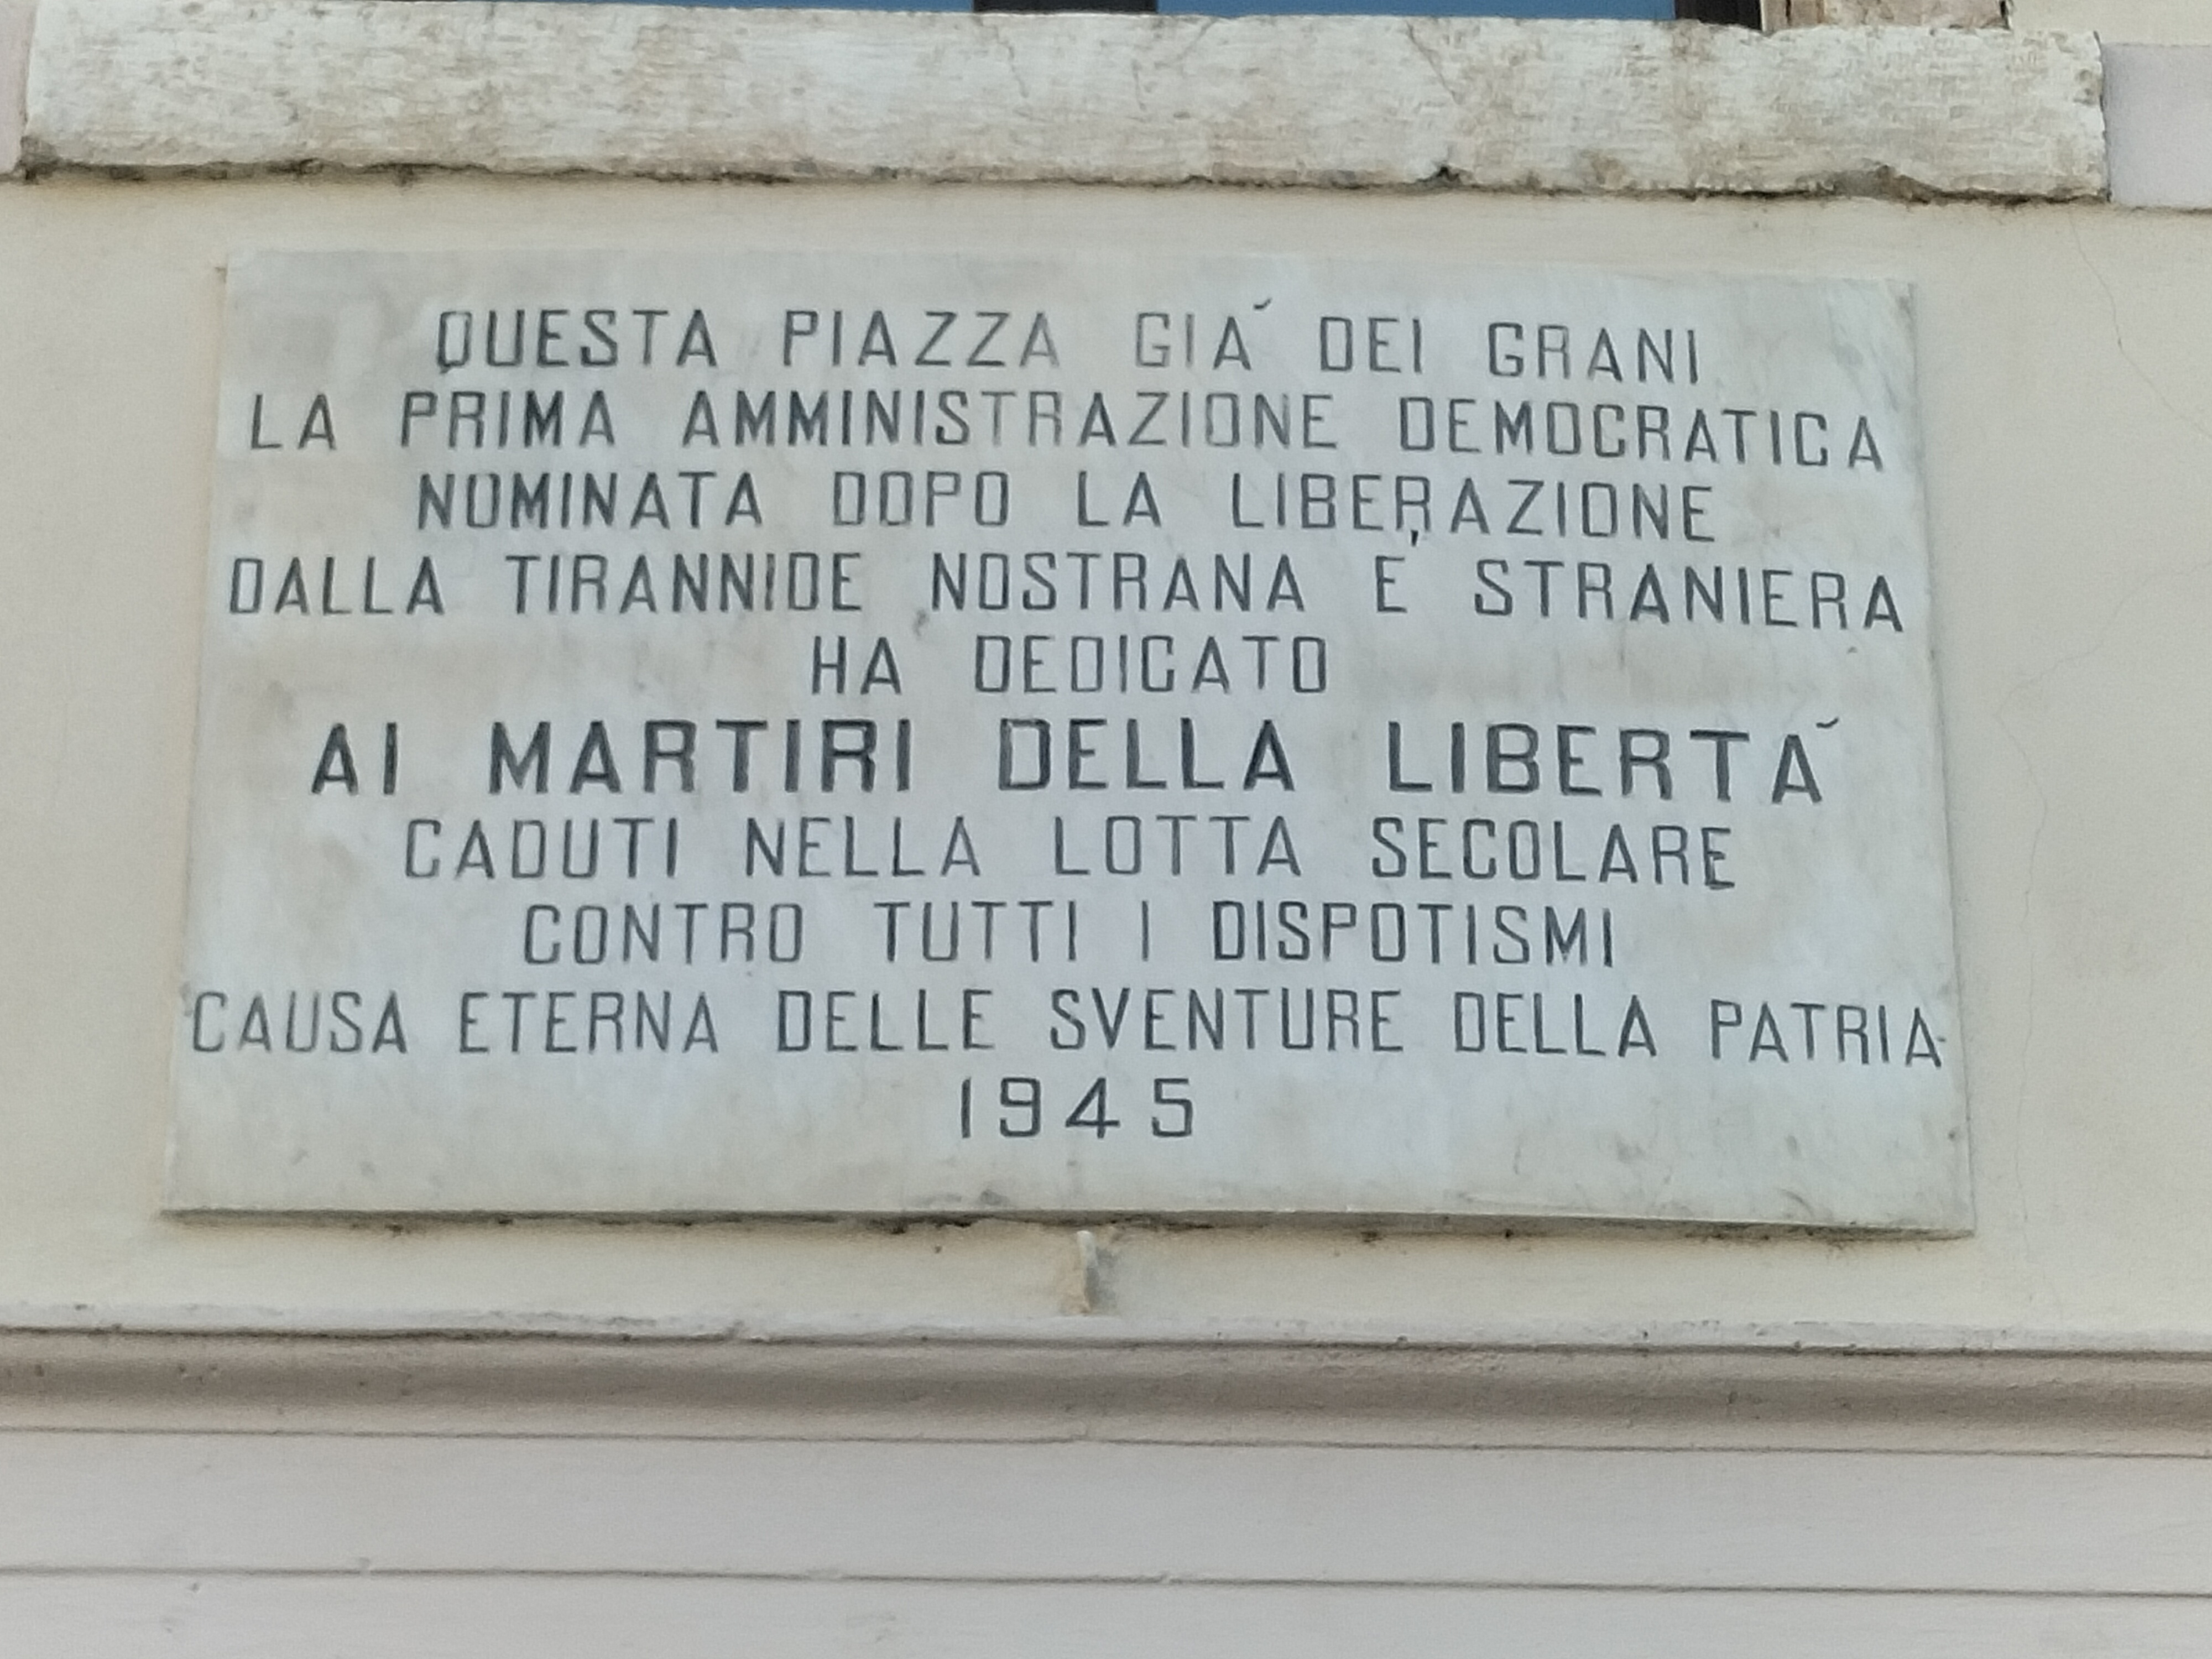 QUESTA PIAZZA GIÀ DEI GRANI
LA PRIMA AMMINISTRAZIONE DEMOCRATICA
NOMINATA DOPO LA LIBERAZIONE
DALLA TIRANNIDE NOSTRANA E' STRANIERA
HA DEDICATO
AI MARTIRI DELLA LIBERTÀ
CADUTI NELLA LOTTA SECOLARE
CONTRO TUTTI I DISPOTISMI
CAUSA ETERNA DELLE SVENTURE DELLA PATRIA
1945